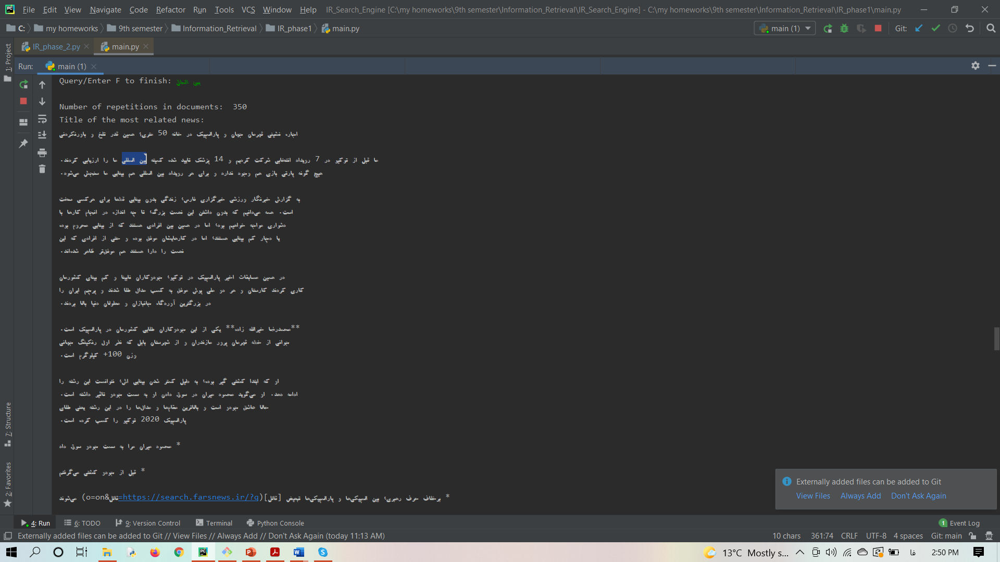 File Edit View Navigate Code Refactor Run Tools VCS Window Help IR_Search_Engine [C:\my homeworks\9th semester\Information_Retrieval\IR_Search_Engine] - C:\my homeworks\9th semester\Information_Retrieval\IR_phase1\main.py
C: my homeworks 9th semester Information_Retrieval IR_phase1 main.py main (1) Git:
IR_phase_2.py main.py
1: Project
Run: main (1)
Query/Enter F to finish: بین المللی
Number of repetitions in documents: 350
Title of the most related news:
اجاره نشینی قهرمان جهان و پارالمپیک در خانه 50 متری؛ همین قدر تلخ و باورنکردنی
ما قبل از توکیو در 7 رویداد انتخابی شرکت کردیم و 14 پزشک تایید شده کمیته بین المللی ما را ارزیابی کردند.
هیچ گونه پارتی بازی هم وجود ندارد و برای هر رویداد بین المللی هم بینایی ما سنجش می‌شود.
به گزارش خبرنگار ورزشی خبرگزاری فارس؛ زندگی بدون بینایی قطعا برای هرکسی سخت
است. همه می‌دانیم که بدون داشتن این نعمت بزرگ؛ تا چه اندازه در انجام کارها با
دشواری مواجه خواهیم بود؛ اما در همین بین افرادی هستند که از بینایی محروم بوده
یا دچار کم بینایی هستند؛ اما در کارهایشان موفق بوده و حتی از افرادی که این
نعمت را دارا هستند هم موفق‌تر ظاهر شده‌اند.
در همین مسابقات اخیر پارالمپیک در توکیو؛ جودوکاران نابینا و کم بینای کشورمان
کاری کردند کارستان و هر دو ملی پوش موفق به کسب مدال طلا شدند و پرچم ایران را
در بزرگترین آوردگاه جانبازان و معلولان دنیا بالا بردند.
**محمدرضا خیرالله زاده** یکی از این جودوکاران طلایی کشورمان در پارالمپیک است.
جوانی از خطه قهرمان پرور مازندران و از شهرستان بابل که نفر اول رنکینگ جهانی
وزن 100+ کیلوگرم است.
او که ابتدا کشتی گیر بوده؛ به دلیل کمتر شدن بینایی اش؛ نتوانست این رشته را
ادامه دهد. او می‌گوید محمود میران در سوق دادن او به سمت جودو تاثیر داشته است.
حالا عاشق جودو است و بالاترین مقام‌ها و مدال‌ها را در این رشته یعنی طلای
پارالمپیک 2020 توکیو را کسب کرده است.
* محمود میران مرا به سمت جودو سوق داد
* قبل از جودو کشتی می‌گرفتم
* برخلاف حرف رهبری؛ بین المپیکی‌ها و پارالمپیکی‌ها تبعیض [قائل](https://search.farsnews.ir/?q=قائل&o=on) می‌شوند
7: Structure
2: Favorites
Externally added files can be added to Git
View Files Always Add Don't Ask Again
4: Run 6: TODO 9: Version Control Terminal Python Console 1 Event Log
Externally added files can be added to Git // View Files // Always Add // Don't Ask Again (today 11:13 AM) 10 chars 361:74 CRLF UTF-8 4 spaces Git: main
13°C Mostly s... فا 2:50 PM